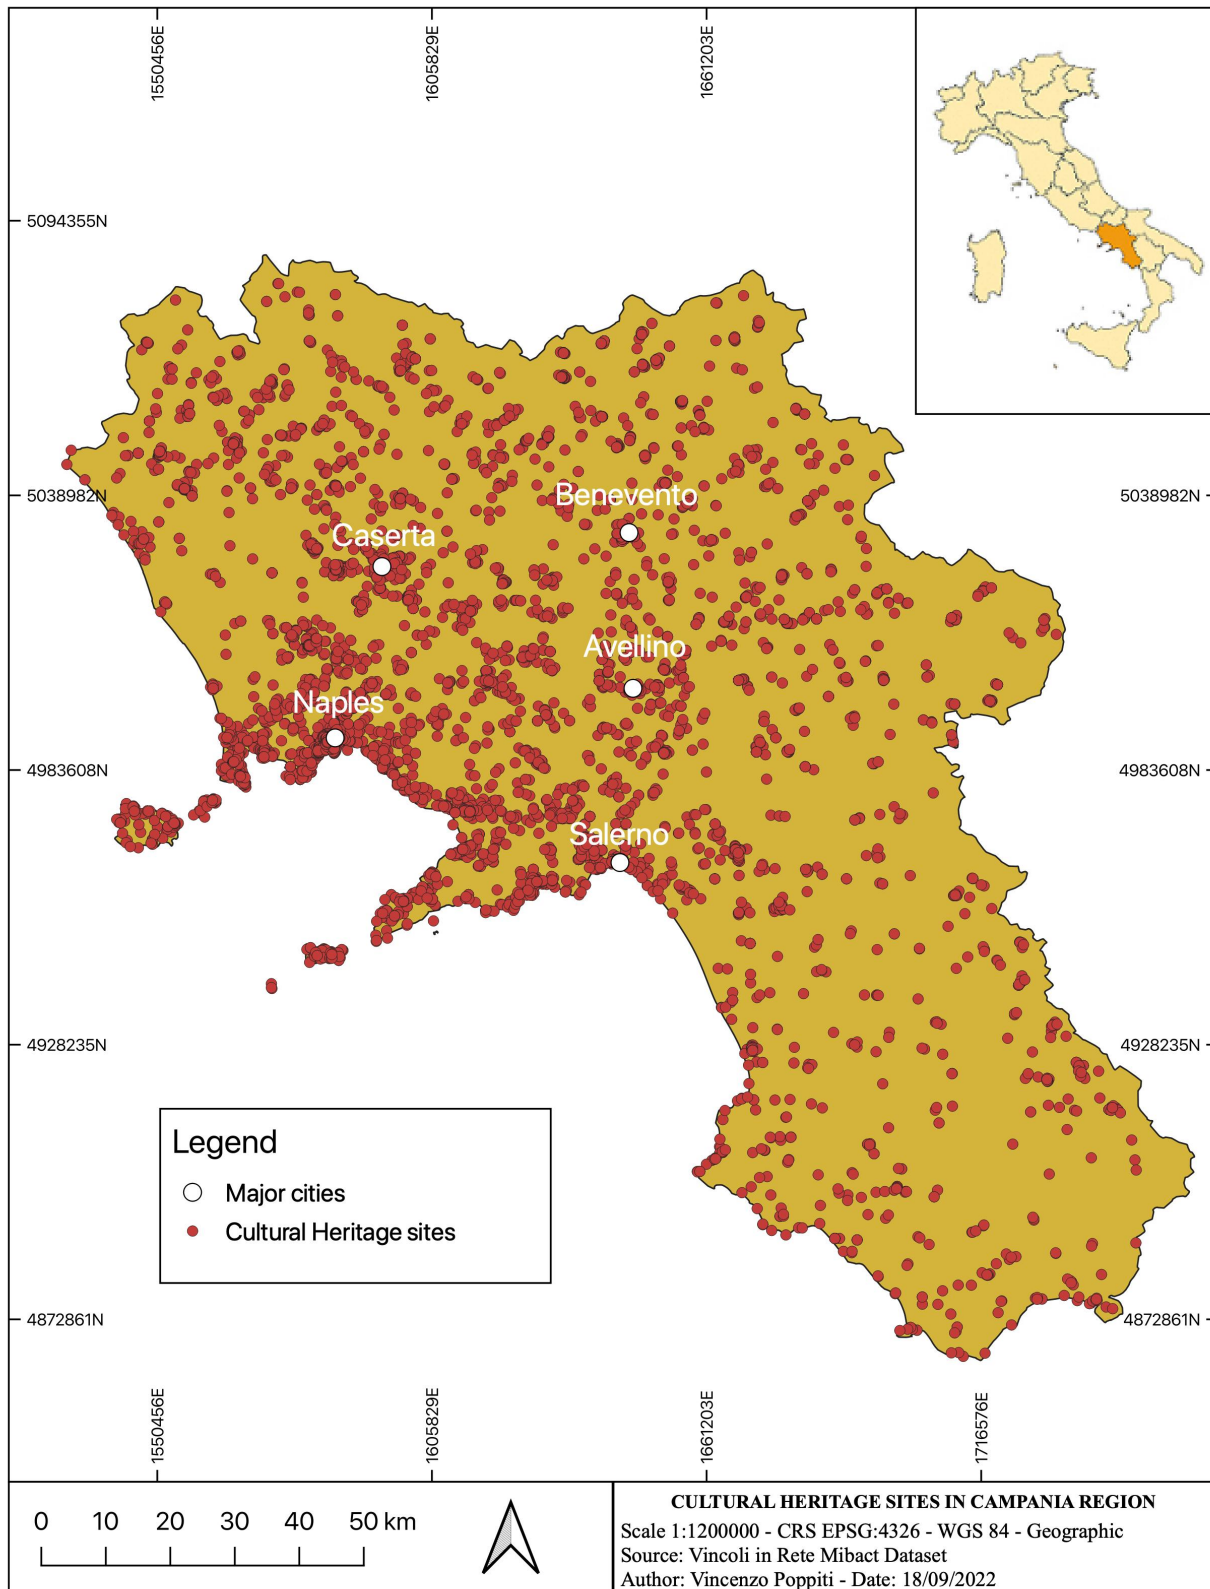 1550456E
1605829E
1661203E
5094355N
5038982N
5038982N
Benevento
Caserta
Avellino
Naples
4983608N
4983608N
Salerno
4928235N
4928235N
Legend
Major cities
Cultural Heritage sites
4872861N
4872861N
1550456E
1605829E
1661203E
1716576E
0 10 20 30 40 50 km
CULTURAL HERITAGE SITES IN CAMPANIA REGION
Scale 1:1200000 - CRS EPSG:4326 - WGS 84 - Geographic
Source: Vincoli in Rete Mibact Dataset
Author: Vincenzo Poppiti - Date: 18/09/2022